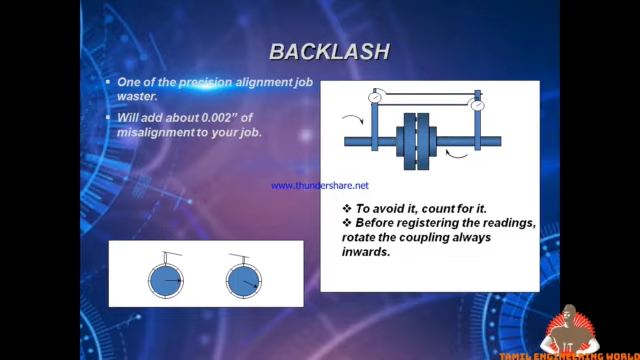 BACKLASH
▪ One of the precision alignment job
waster.
▪ Will add about 0.002” of
misalignment to your job.
www.thundershare.net
❖ To avoid it, count for it.
❖ Before registering the readings,
rotate the coupling always
inwards.
IT
TAMIL ENGINEERING WORLD